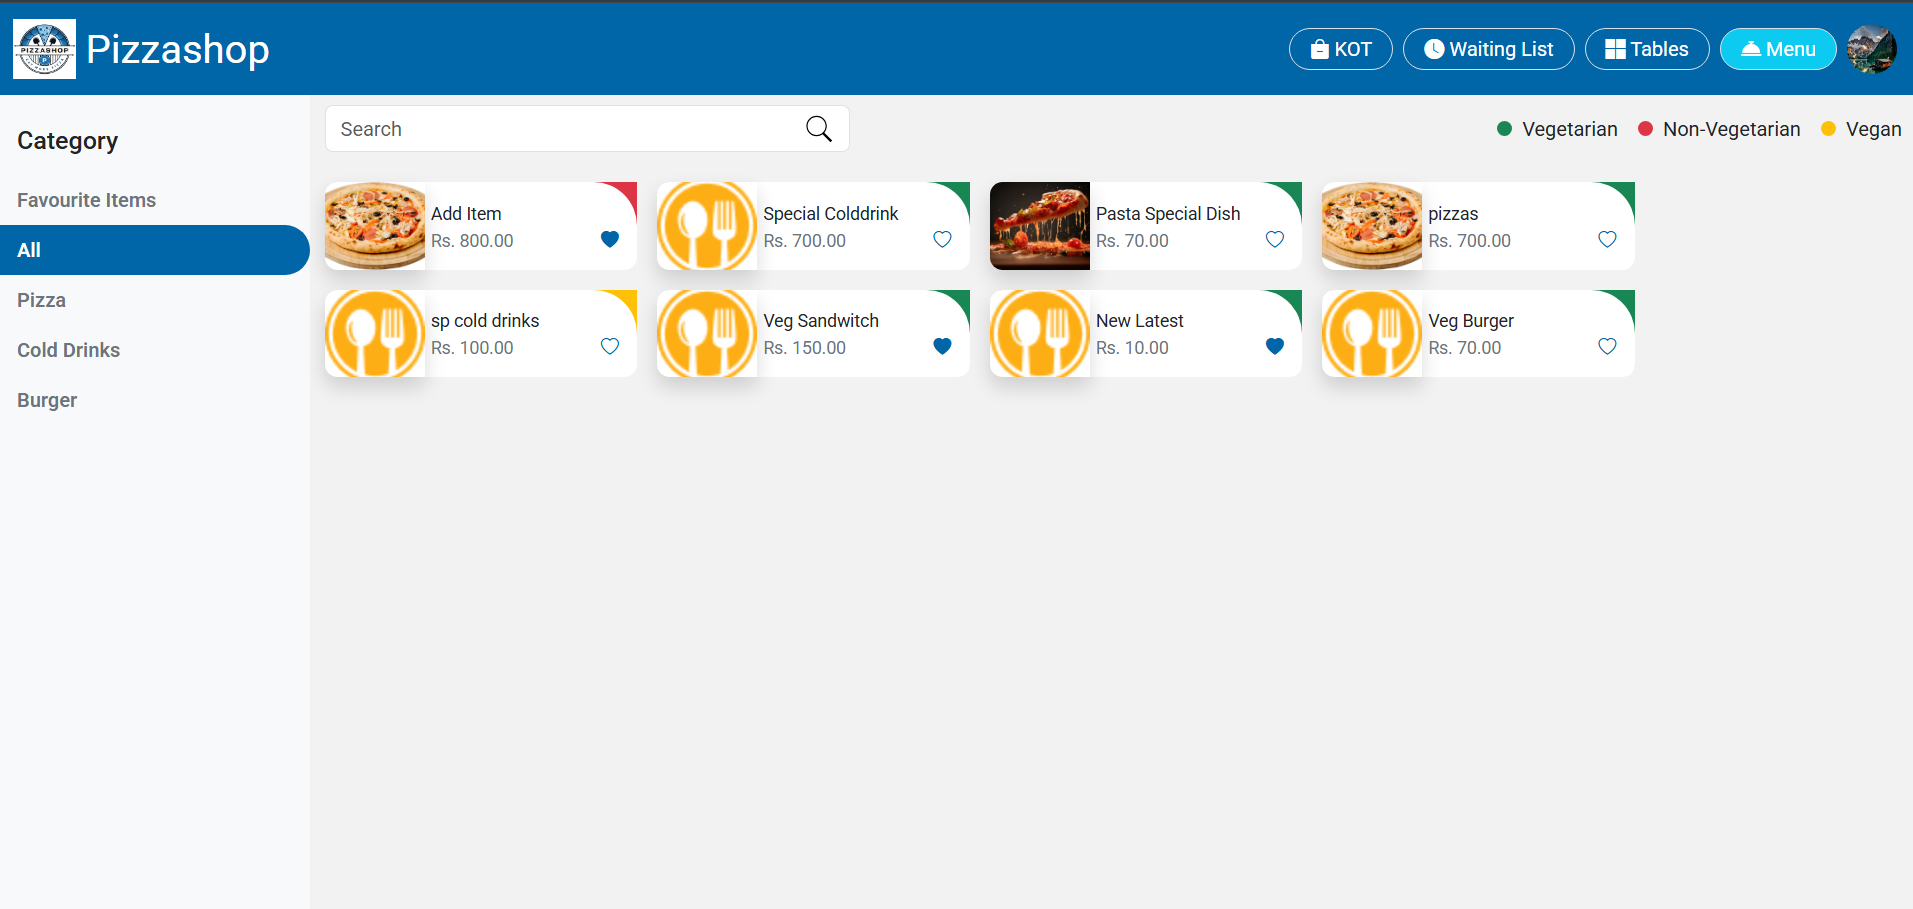 PIZZASHOP
Pizzashop
KOT
Waiting List
Tables
Menu
Category
Favourite Items
All
Pizza
Cold Drinks
Burger
Search
Vegetarian
Non-Vegetarian
Vegan
Add Item
Rs. 800.00
Special Colddrink
Rs. 700.00
Pasta Special Dish
Rs. 70.00
pizzas
Rs. 700.00
sp cold drinks
Rs. 100.00
Veg Sandwitch
Rs. 150.00
New Latest
Rs. 10.00
Veg Burger
Rs. 70.00